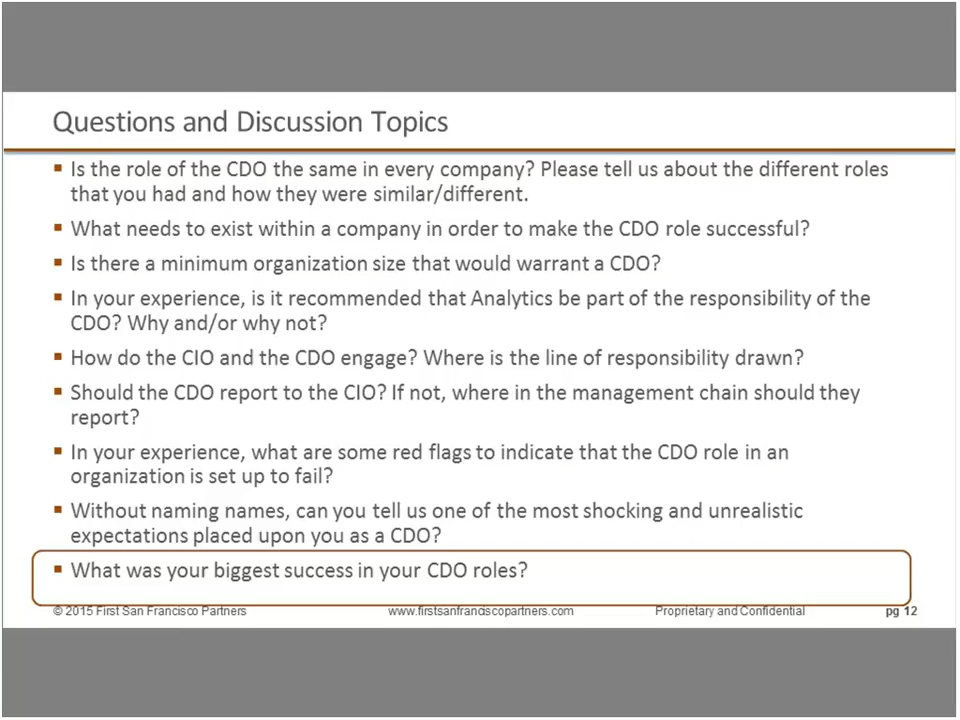 Questions and Discussion Topics
▪ Is the role of the CDO the same in every company? Please tell us about the different roles
that you had and how they were similar/different.
▪ What needs to exist within a company in order to make the CDO role successful?
▪ Is there a minimum organization size that would warrant a CDO?
▪ In your experience, is it recommended that Analytics be part of the responsibility of the
CDO? Why and/or why not?
▪ How do the CIO and the CDO engage? Where is the line of responsibility drawn?
▪ Should the CDO report to the CIO? If not, where in the management chain should they
report?
▪ In your experience, what are some red flags to indicate that the CDO role in an
organization is set up to fail?
▪ Without naming names, can you tell us one of the most shocking and unrealistic
expectations placed upon you as a CDO?
▪ What was your biggest success in your CDO roles?
© 2015 First San Francisco Partners www.firstsanfranciscopartners.com Proprietary and Confidential pg 12